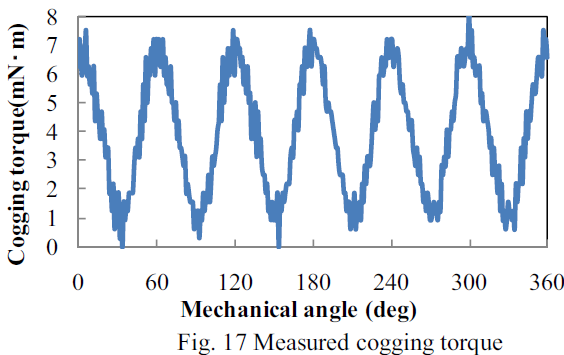 Cogging torque(mN·m)
8
7
6
5
4
3
2
1
0
0 60 120 180 240 300 360
Mechanical angle (deg)
Fig. 17 Measured cogging torque